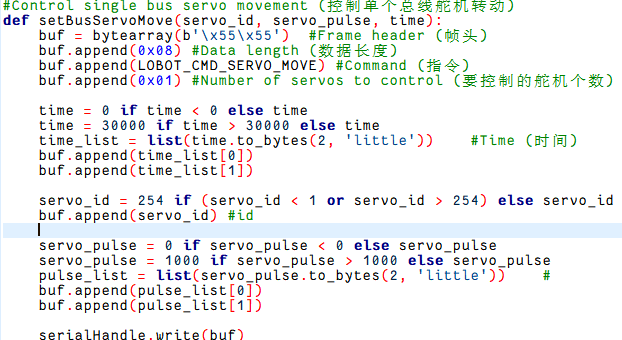 #Control single bus servo movement (控制单个总线舵机转动)
def setBusServoMove(servo_id, servo_pulse, time):
buf = bytearray(b'\x55\x55') #Frame header (帧头)
buf.append(0x08) #Data length (数据长度)
buf.append(LOBOT_CMD_SERVO_MOVE) #Command (指令)
buf.append(0x01) #Number of servos to control (要控制的舵机个数)
time = 0 if time < 0 else time
time = 30000 if time > 30000 else time
time_list = list(time.to_bytes(2, 'little')) #Time (时间)
buf.append(time_list[0])
buf.append(time_list[1])
servo_id = 254 if (servo_id < 1 or servo_id > 254) else servo_id
buf.append(servo_id) #id
servo_pulse = 0 if servo_pulse < 0 else servo_pulse
servo_pulse = 1000 if servo_pulse > 1000 else servo_pulse
pulse_list = list(servo_pulse.to_bytes(2, 'little')) #
buf.append(pulse_list[0])
buf.append(pulse_list[1])
serialHandle.write(buf)